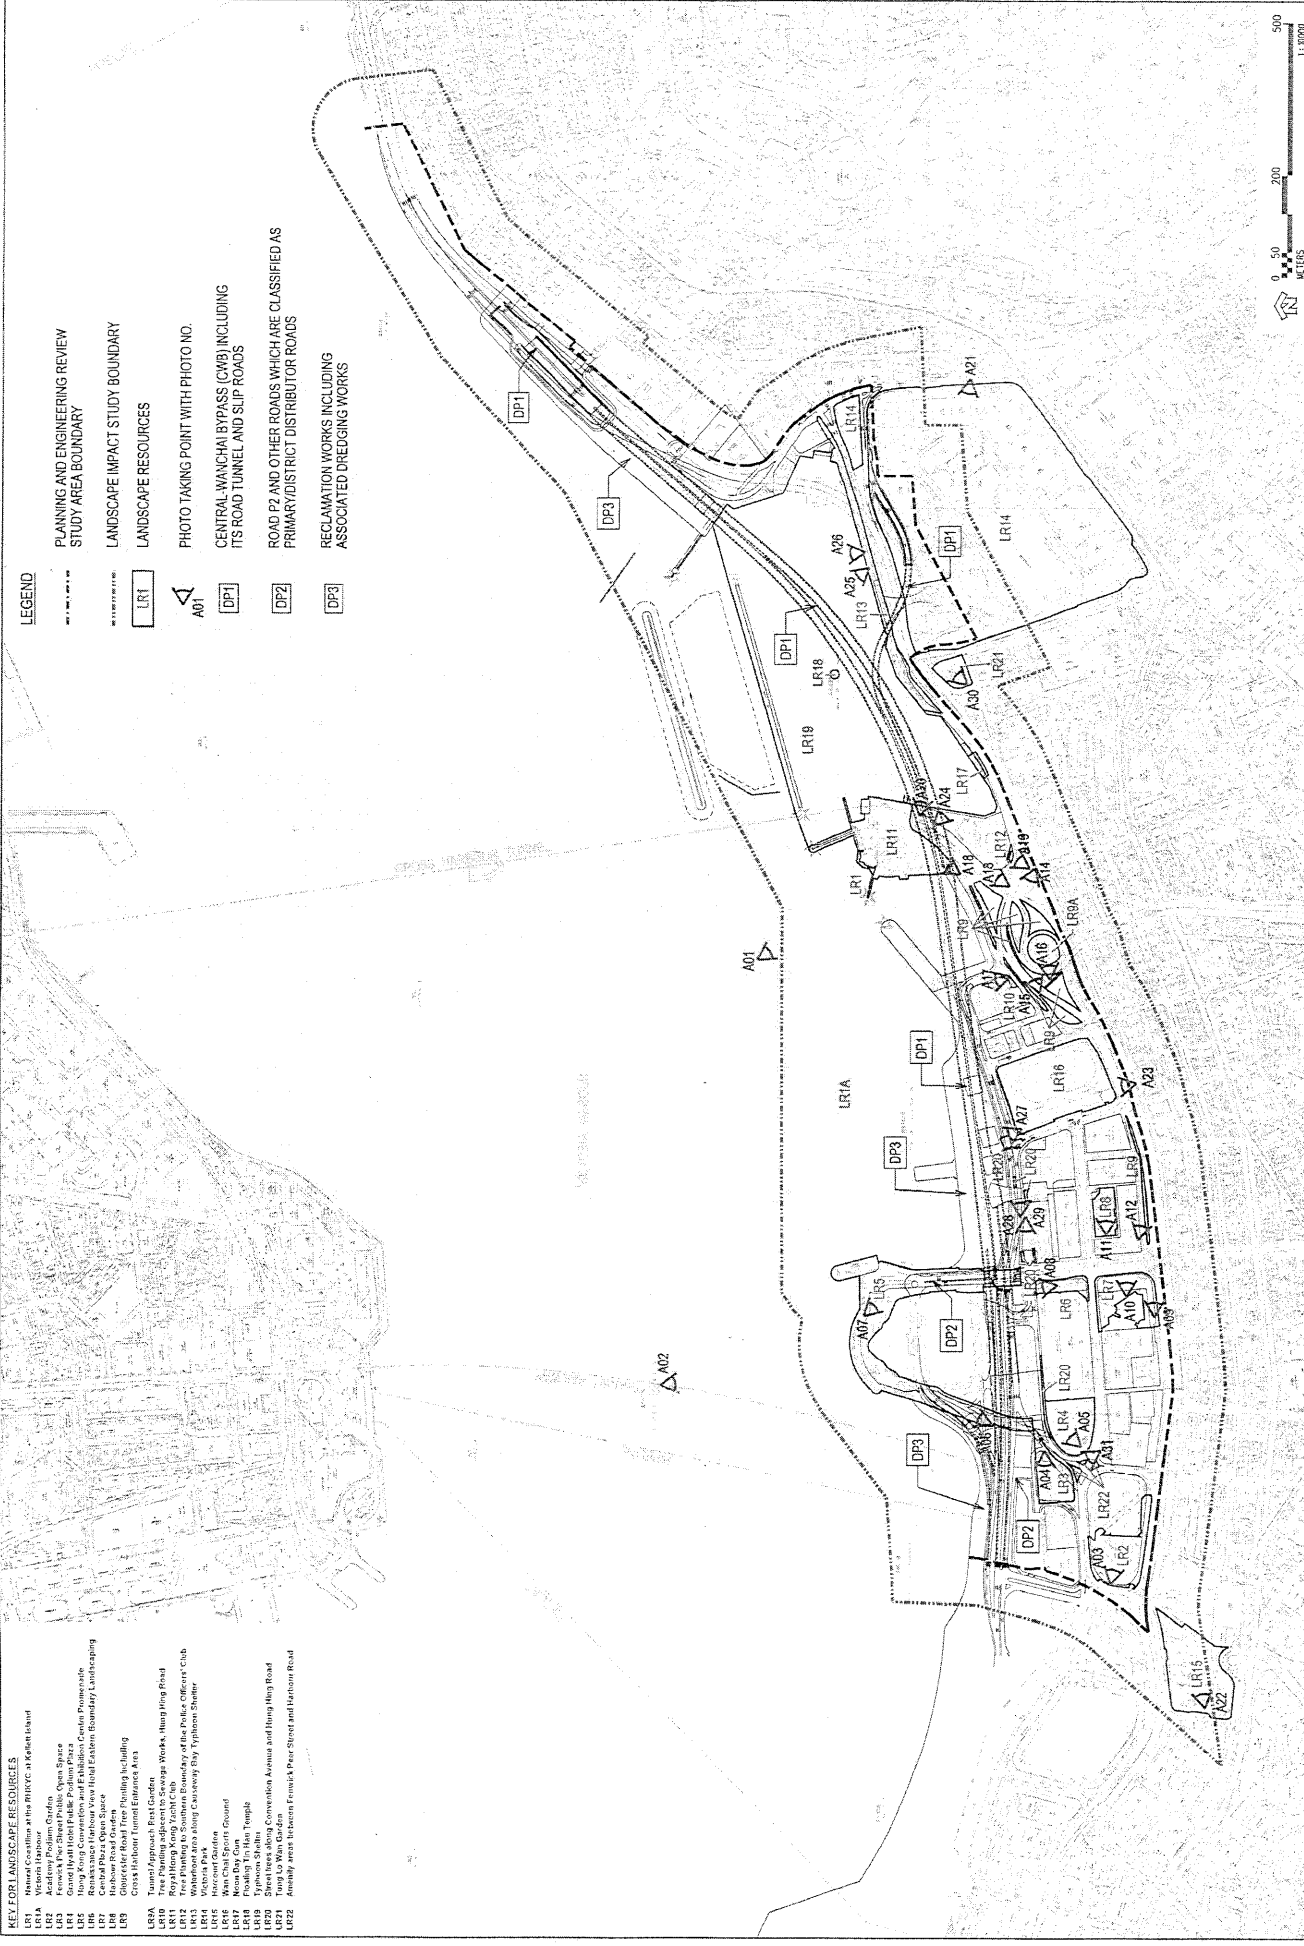 KEY FOR LANDSCAPE RESOURCES
LR1 Natural Coastline at the RHKYC at Kellett Island
LR1A Victoria Harbour
LR2 Academy Podium Garden
LR3 Fenwick Pier Street Public Open Space
LR4 Grand Hyatt Hotel Public Podium Plaza
LR5 Hong Kong Convention and Exhibition Centre Promenade
LR6 Renaissance Harbour View Hotel Eastern Boundary Landscaping
LR7 Central Plaza Open Space
LR8 Harbour Road Garden
LR9 Gloucester Road Tree Planting Including
Cross Harbour Tunnel Entrance Area
LR9A Tunnel Approach Rest Garden
LR10 Tree Planting adjacent to Sewage Works, Hung Hing Road
LR11 Royal Hong Kong Yacht Club
LR12 Tree Planting to Southern Boundary of the Police Officers' Club
LR13 Waterfront area along Causeway Bay Typhoon Shelter
LR14 Victoria Park
LR15 Harcourt Garden
LR16 Wan Chai Sports Ground
LR17 Noon Day Gun
LR18 Floating Tin Hau Temple
LR19 Typhoon Shelter
LR20 Street trees along Convention Avenue and Hung Hing Road
LR21 Tung Lo Wan Garden
LR22 Amenity areas between Fenwick Peer Street and Harbour Road
LEGEND
PLANNING AND ENGINEERING REVIEW
STUDY AREA BOUNDARY
LANDSCAPE IMPACT STUDY BOUNDARY
LR1 LANDSCAPE RESOURCES
A01 PHOTO TAKING POINT WITH PHOTO NO.
DP1 CENTRAL-WANCHAI BYPASS (CWB) INCLUDING
ITS ROAD TUNNEL AND SLIP ROADS
DP2 ROAD P2 AND OTHER ROADS WHICH ARE CLASSIFIED AS
PRIMARY/DISTRICT DISTRIBUTOR ROADS
DP3 RECLAMATION WORKS INCLUDING
ASSOCIATED DREDGING WORKS
A02
A01
LR1A
DP3
DP2
DP3
DP1
A07
LR5
DP2
A06
LR1
LR11
LR19
LR18
DP1
DP3
DP1
A20
A24
LR17
LR13
A25
A26
LR14
DP1
LR14
A21
LR21
A30
A18
A18
LR12
A19
A14
LR9
LR9A
A16
A15
A17
LR10
LR9
LR16
A23
A27
LR20
LR20
A28
A29
LR9
LR8
A11
A12
LR20
A08
LR6
LR7
A10
A09
LR20
LR4
A05
A04
LR3
A31
LR22
A03
LR2
LR15
A22
N
0 50 200 500
METERS
1:10000